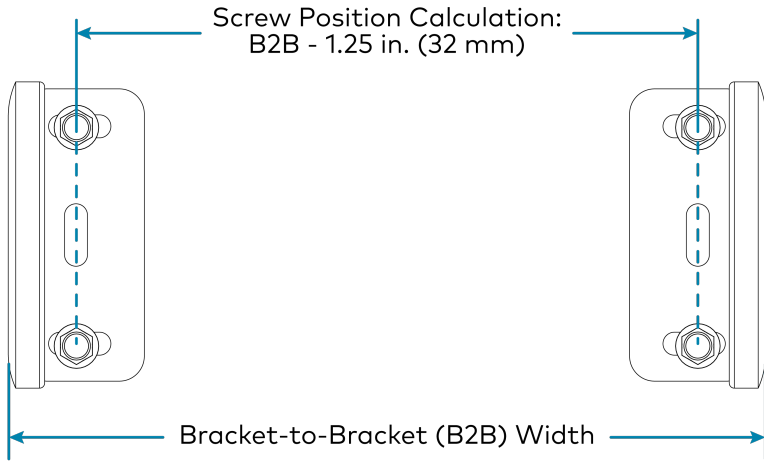 Screw Position Calculation:
B2B - 1.25 in. (32 mm)
Bracket-to-Bracket (B2B) Width